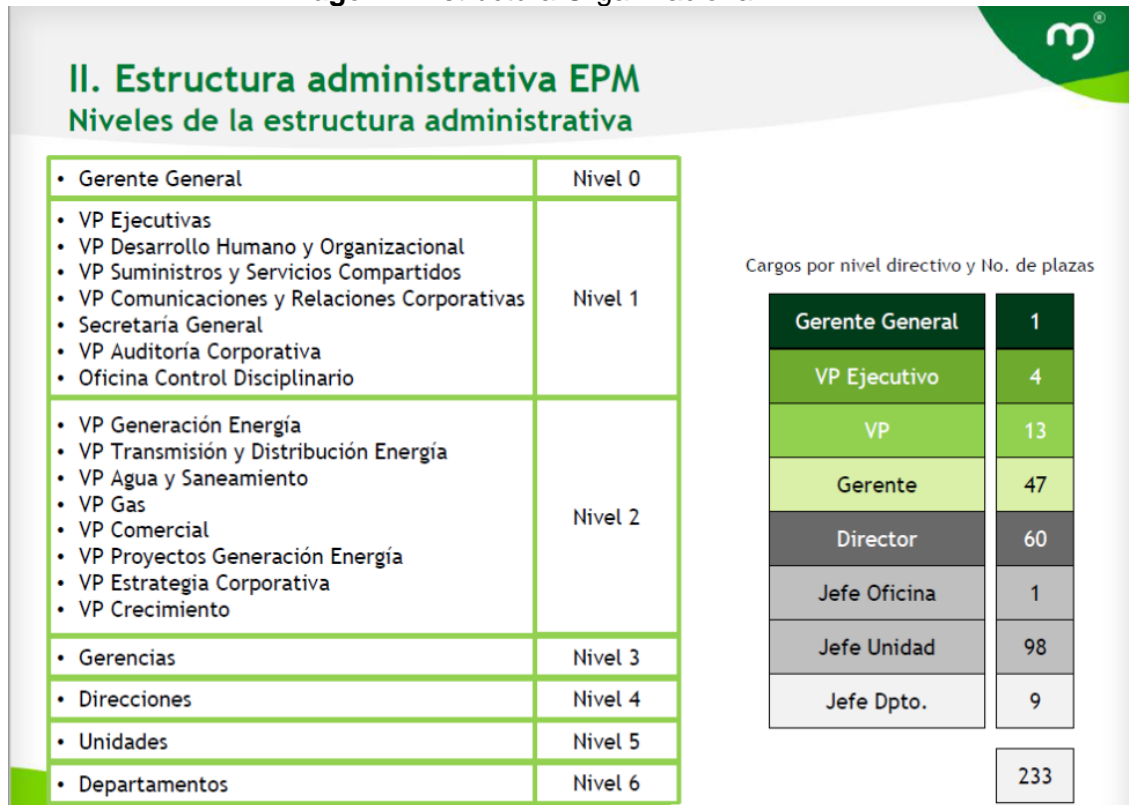 II. Estructura administrativa EPM
Niveles de la estructura administrativa
• Gerente General
Nivel 0
• VP Ejecutivas
• VP Desarrollo Humano y Organizacional
• VP Suministros y Servicios Compartidos
• VP Comunicaciones y Relaciones Corporativas
• Secretaría General
• VP Auditoría Corporativa
• Oficina Control Disciplinario
Nivel 1
• VP Generación Energía
• VP Transmisión y Distribución Energía
• VP Agua y Saneamiento
• VP Gas
• VP Comercial
• VP Proyectos Generación Energía
• VP Estrategia Corporativa
• VP Crecimiento
Nivel 2
• Gerencias
Nivel 3
• Direcciones
Nivel 4
• Unidades
Nivel 5
• Departamentos
Nivel 6
Cargos por nivel directivo y No. de plazas
Gerente General 1
VP Ejecutivo 4
VP 13
Gerente 47
Director 60
Jefe Oficina 1
Jefe Unidad 98
Jefe Dpto. 9
233